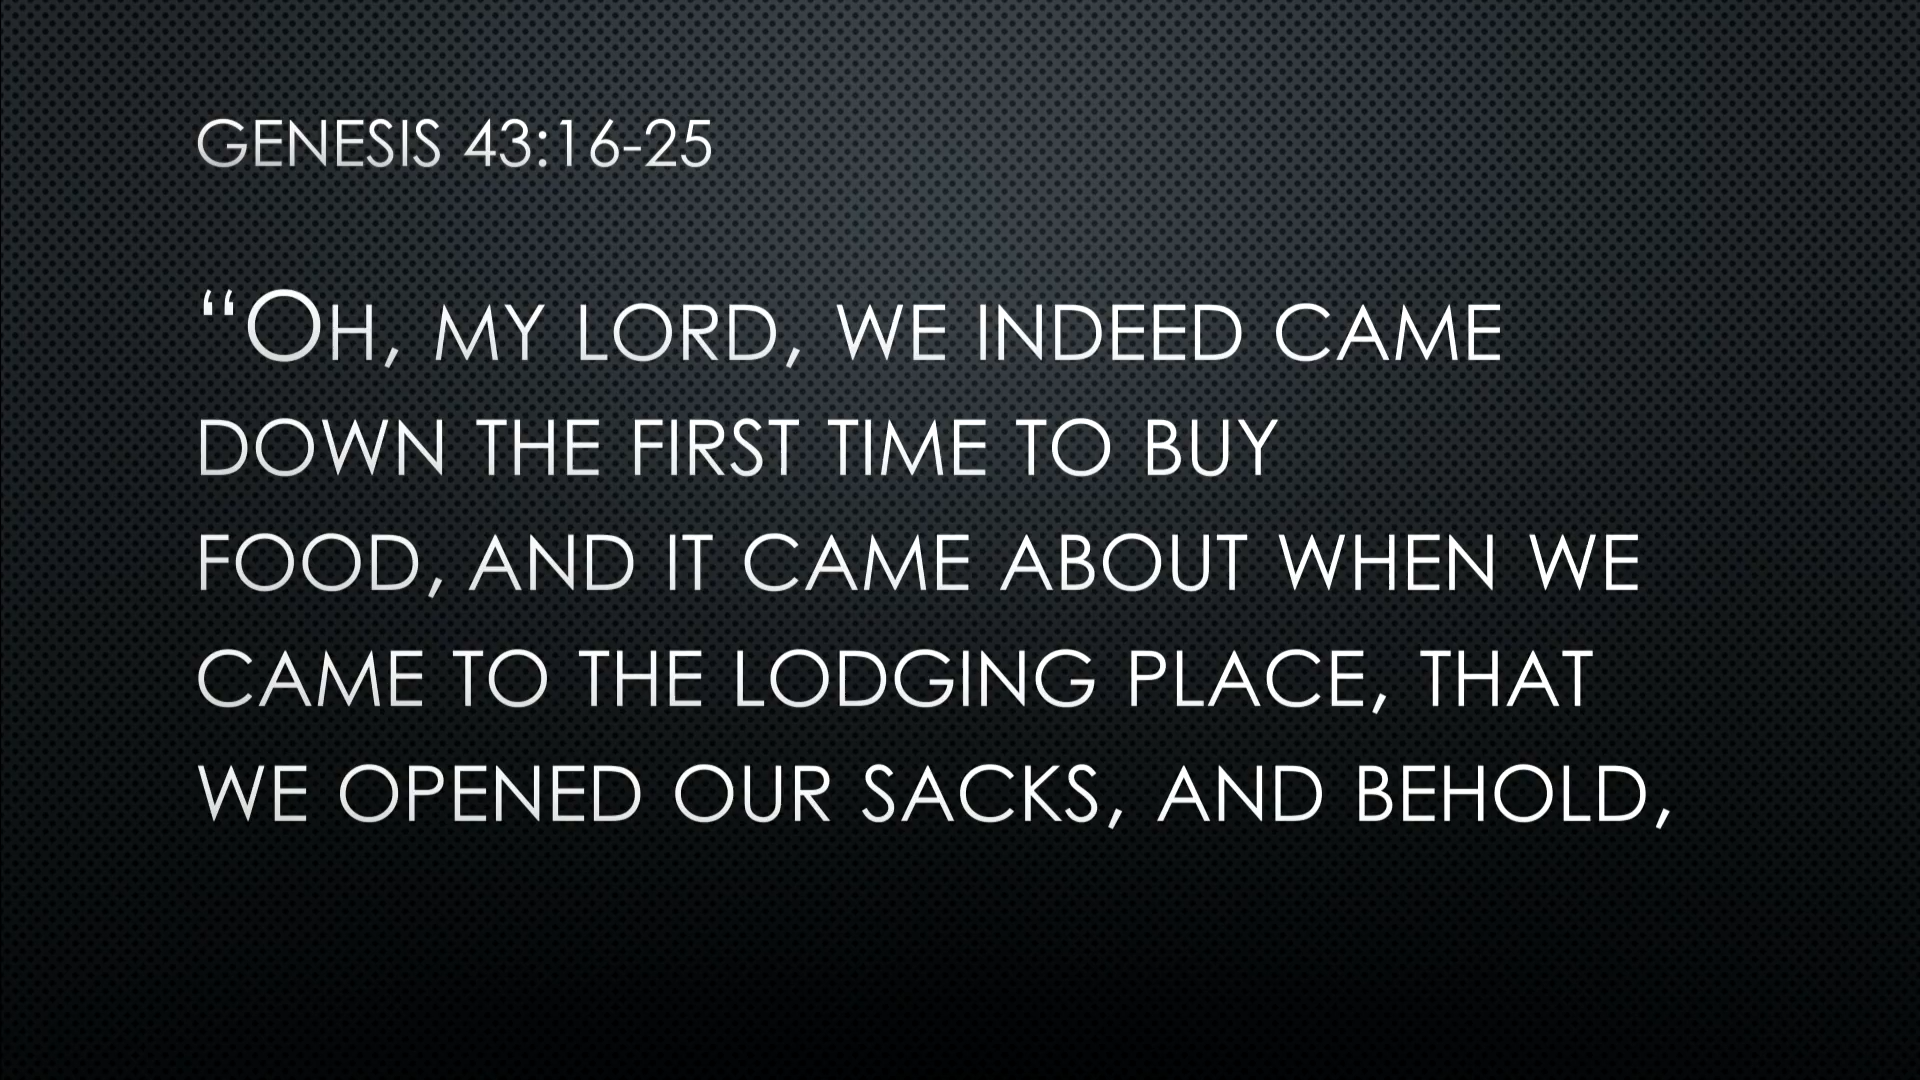 GENESIS 43:16-25
“OH, MY LORD, WE INDEED CAME
DOWN THE FIRST TIME TO BUY
FOOD, AND IT CAME ABOUT WHEN WE
CAME TO THE LODGING PLACE, THAT
WE OPENED OUR SACKS, AND BEHOLD,